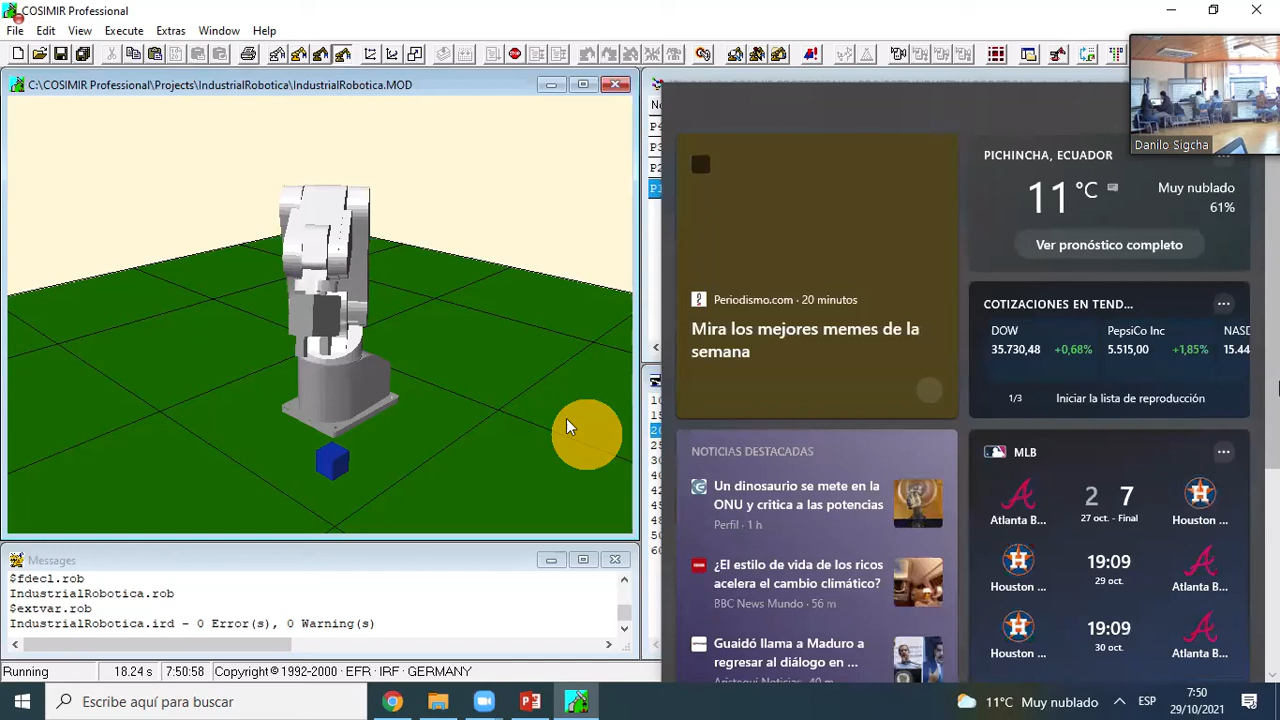 COSIMIR Professional
File Edit View Execute Extras Window Help
C:\COSIMIR Professional\Projects\IndustrialRobotica\IndustrialRobotica.MOD
Danilo Sigcha
PICHINCHA, ECUADOR
11 °C
Muy nublado
61%
Ver pronóstico completo
Periodismo.com · 20 minutos
Mira los mejores memes de la
semana
COTIZACIONES EN TEND...
DOW PepsiCo Inc NASD
35.730,48 +0,68% 5.515,00 +1,85% 15.44
1/3 Iniciar la lista de reproducción
NOTICIAS DESTACADAS
Un dinosaurio se mete en la
ONU y critica a las potencias
Perfil · 1 h
¿El estilo de vida de los ricos
acelera el cambio climático?
BBC News Mundo · 56 m
Guaidó llama a Maduro a
regresar al diálogo en ...
MLB
2 7
Atlanta B... 27 oct. - Final Houston ...
19:09
Houston ... 29 oct. Atlanta B...
19:09
Houston ... 30 oct. Atlanta B...
Messages
$fdecl.rob
IndustrialRobotica.rob
$extvar.rob
IndustrialRobotica.ird - 0 Error(s), 0 Warning(s)
Running 18.24 s 7:50:58 Copyright © 1992-2000 - EFR - IRF - GERMANY
Escribe aquí para buscar
11°C Muy nublado ESP 7:50
29/10/2021